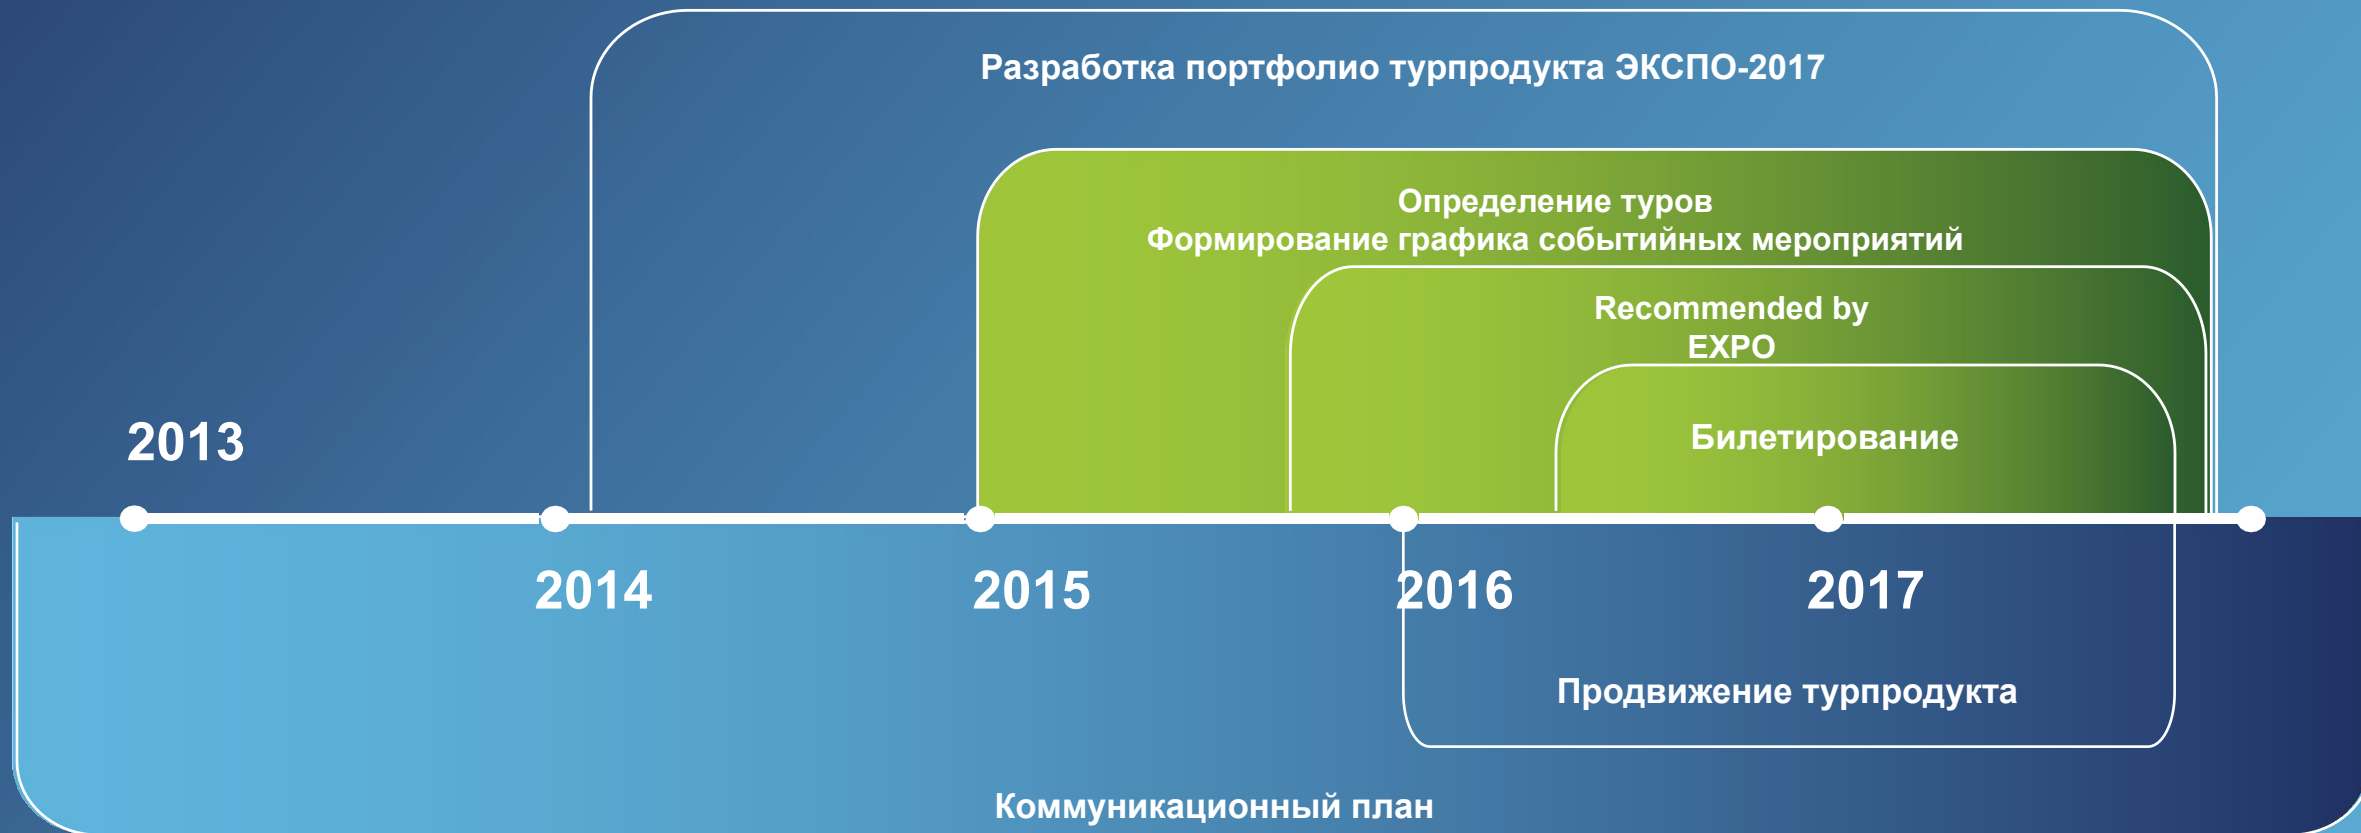 Разработка портфолио турпродукта ЭКСПО-2017
Определение туров
Формирование графика событийных мероприятий
Recommended by
EXPO
Билетирование
2013
2014
2015
2016
2017
Продвижение турпродукта
Коммуникационный план